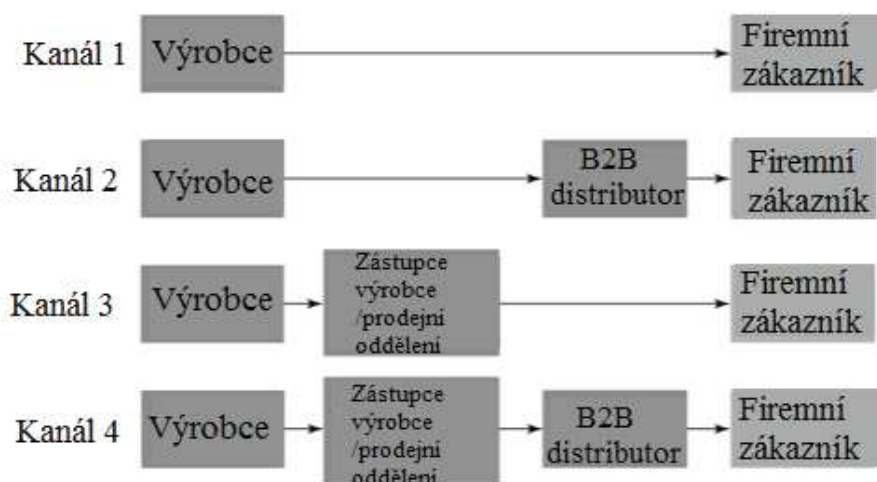 Kanál 1
Výrobce
Firemní
zákazník
Kanál 2
Výrobce
B2B
distributor
Firemní
zákazník
Kanál 3
Výrobce
Zástupce
výrobce
/prodejní
oddělení
Firemní
zákazník
Kanál 4
Výrobce
Zástupce
výrobce
/prodejní
oddělení
B2B
distributor
Firemní
zákazník